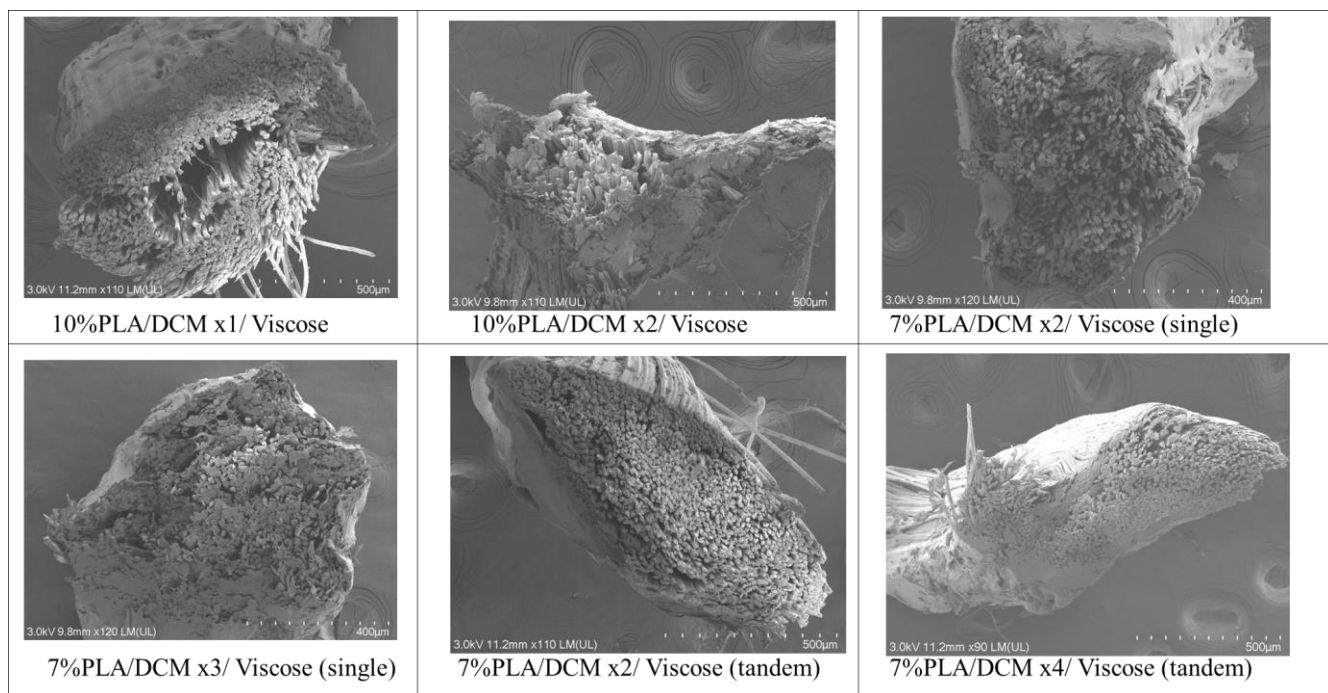 3.0kV 11.2mm x110 LM(UL) 500µm
10%PLA/DCM x1/ Viscose
3.0kV 9.8mm x110 LM(UL) 500µm
10%PLA/DCM x2/ Viscose
3.0kV 9.8mm x120 LM(UL) 400µm
7%PLA/DCM x2/ Viscose (single)
3.0kV 9.8mm x120 LM(UL) 400µm
7%PLA/DCM x3/ Viscose (single)
3.0kV 11.2mm x110 LM(UL) 500µm
7%PLA/DCM x2/ Viscose (tandem)
3.0kV 11.2mm x90 LM(UL) 500µm
7%PLA/DCM x4/ Viscose (tandem)